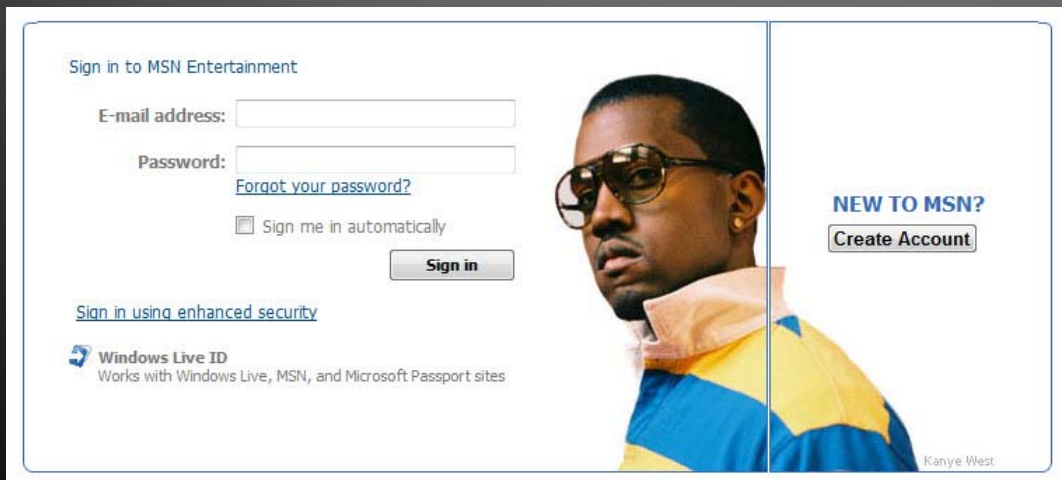 Sign in to MSN Entertainment
E-mail address:
Password:
Forgot your password?
Sign me in automatically
Sign in
Sign in using enhanced security
Windows Live ID
Works with Windows Live, MSN, and Microsoft Passport sites
NEW TO MSN?
Create Account
Kanye West